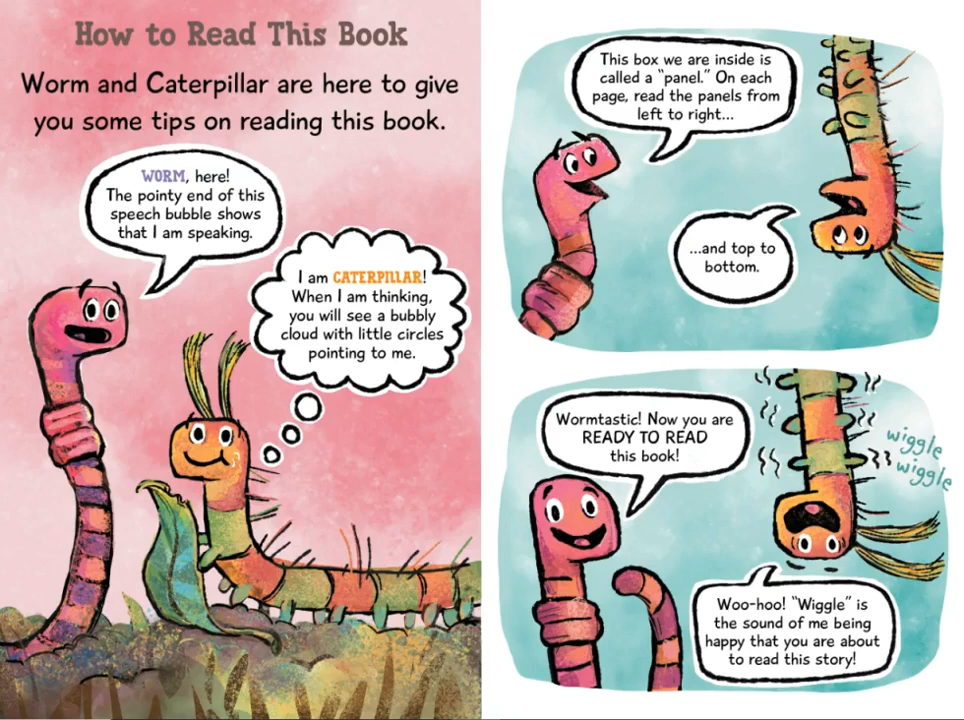 How to Read This Book
Worm and Caterpillar are here to give
you some tips on reading this book.
WORM, here!
The pointy end of this
speech bubble shows
that I am speaking.
I am CATERPILLAR!
When I am thinking,
you will see a bubbly
cloud with little circles
pointing to me.
This box we are inside is
called a “panel.” On each
page, read the panels from
left to right...
...and top to
bottom.
Wormtastic! Now you are
READY TO READ
this book!
wiggle
wiggle
Woo-hoo! “Wiggle” is
the sound of me being
happy that you are about
to read this story!